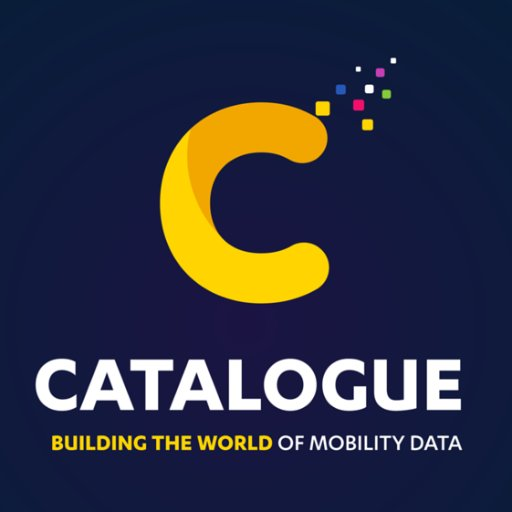 C
CATALOGUE
BUILDING THE WORLD OF MOBILITY DATA